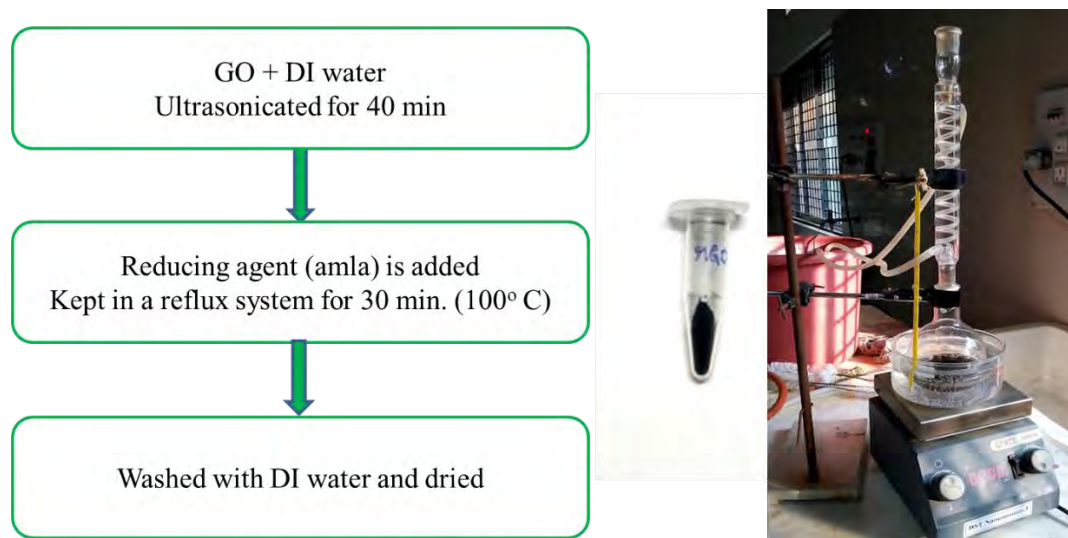 GO + DI water
Ultrasonicated for 40 min
Reducing agent (amla) is added
Kept in a reflux system for 30 min. (100° C)
Washed with DI water and dried
rGO